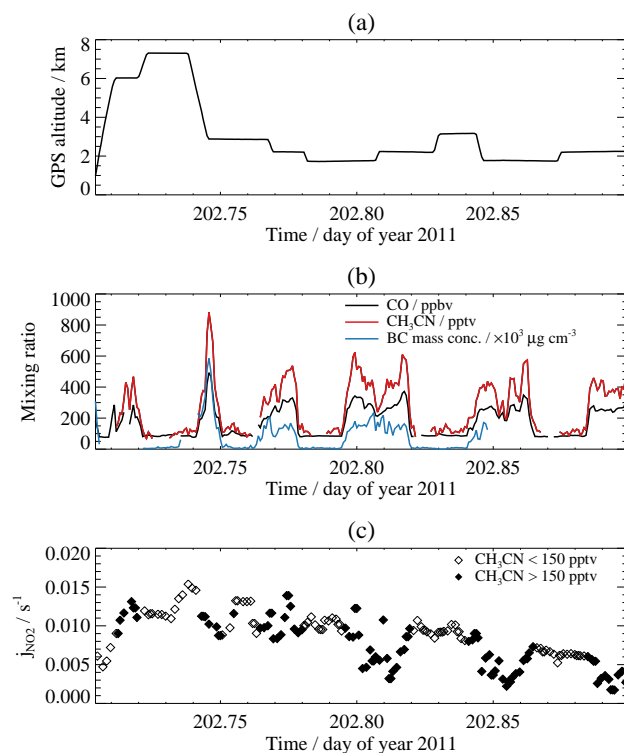 (a)
8
6
4
2
0
GPS altitude / km
202.75 202.80 202.85
Time / day of year 2011
(b)
1000
800
600
400
200
0
Mixing ratio
CO / ppbv
CH₃CN / pptv
BC mass conc. / ×10³ µg cm⁻³
202.75 202.80 202.85
Time / day of year 2011
(c)
0.020
0.015
0.010
0.005
0.000
jNO2 / s⁻¹
CH₃CN < 150 pptv
CH₃CN > 150 pptv
202.75 202.80 202.85
Time / day of year 2011